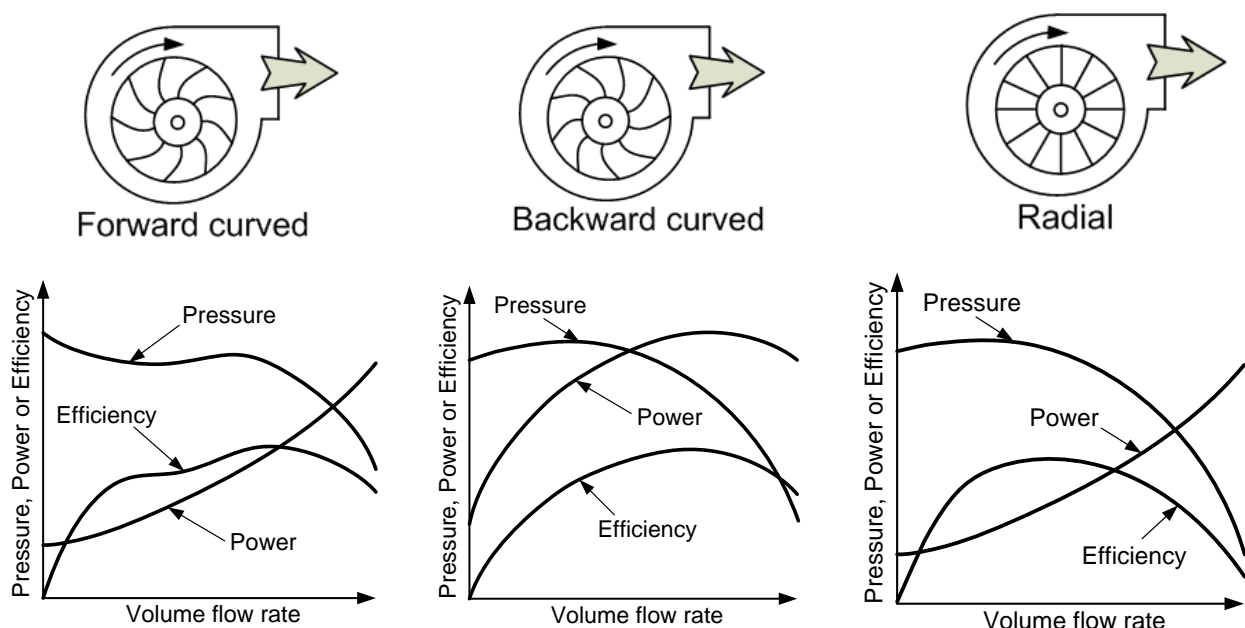 Forward curved
Backward curved
Radial
Pressure, Power or Efficiency
Pressure
Efficiency
Power
Volume flow rate
Pressure, Power or Efficiency
Pressure
Power
Efficiency
Volume flow rate
Pressure, Power or Efficiency
Pressure
Power
Efficiency
Volume flow rate